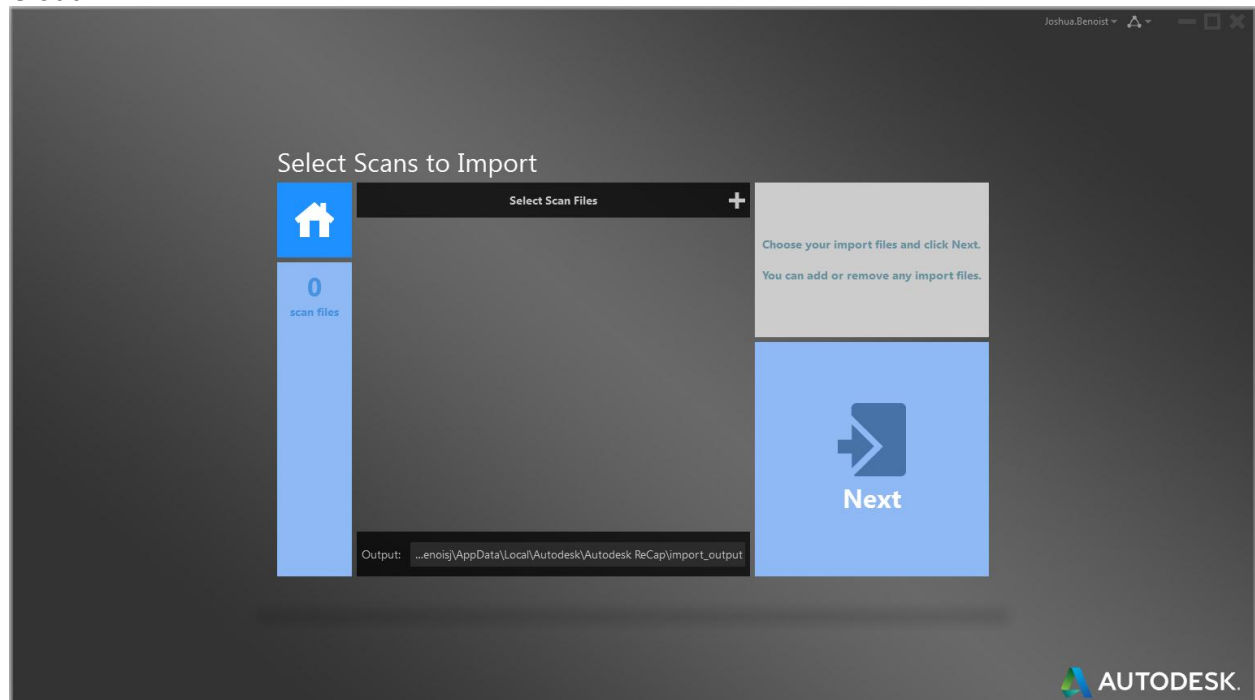 Joshua.Benoist
Select Scans to Import
Select Scan Files
0
scan files
Choose your import files and click Next.
You can add or remove any import files.
Next
Output: ...enoisj\AppData\Local\Autodesk\Autodesk ReCap\import_output
AUTODESK.